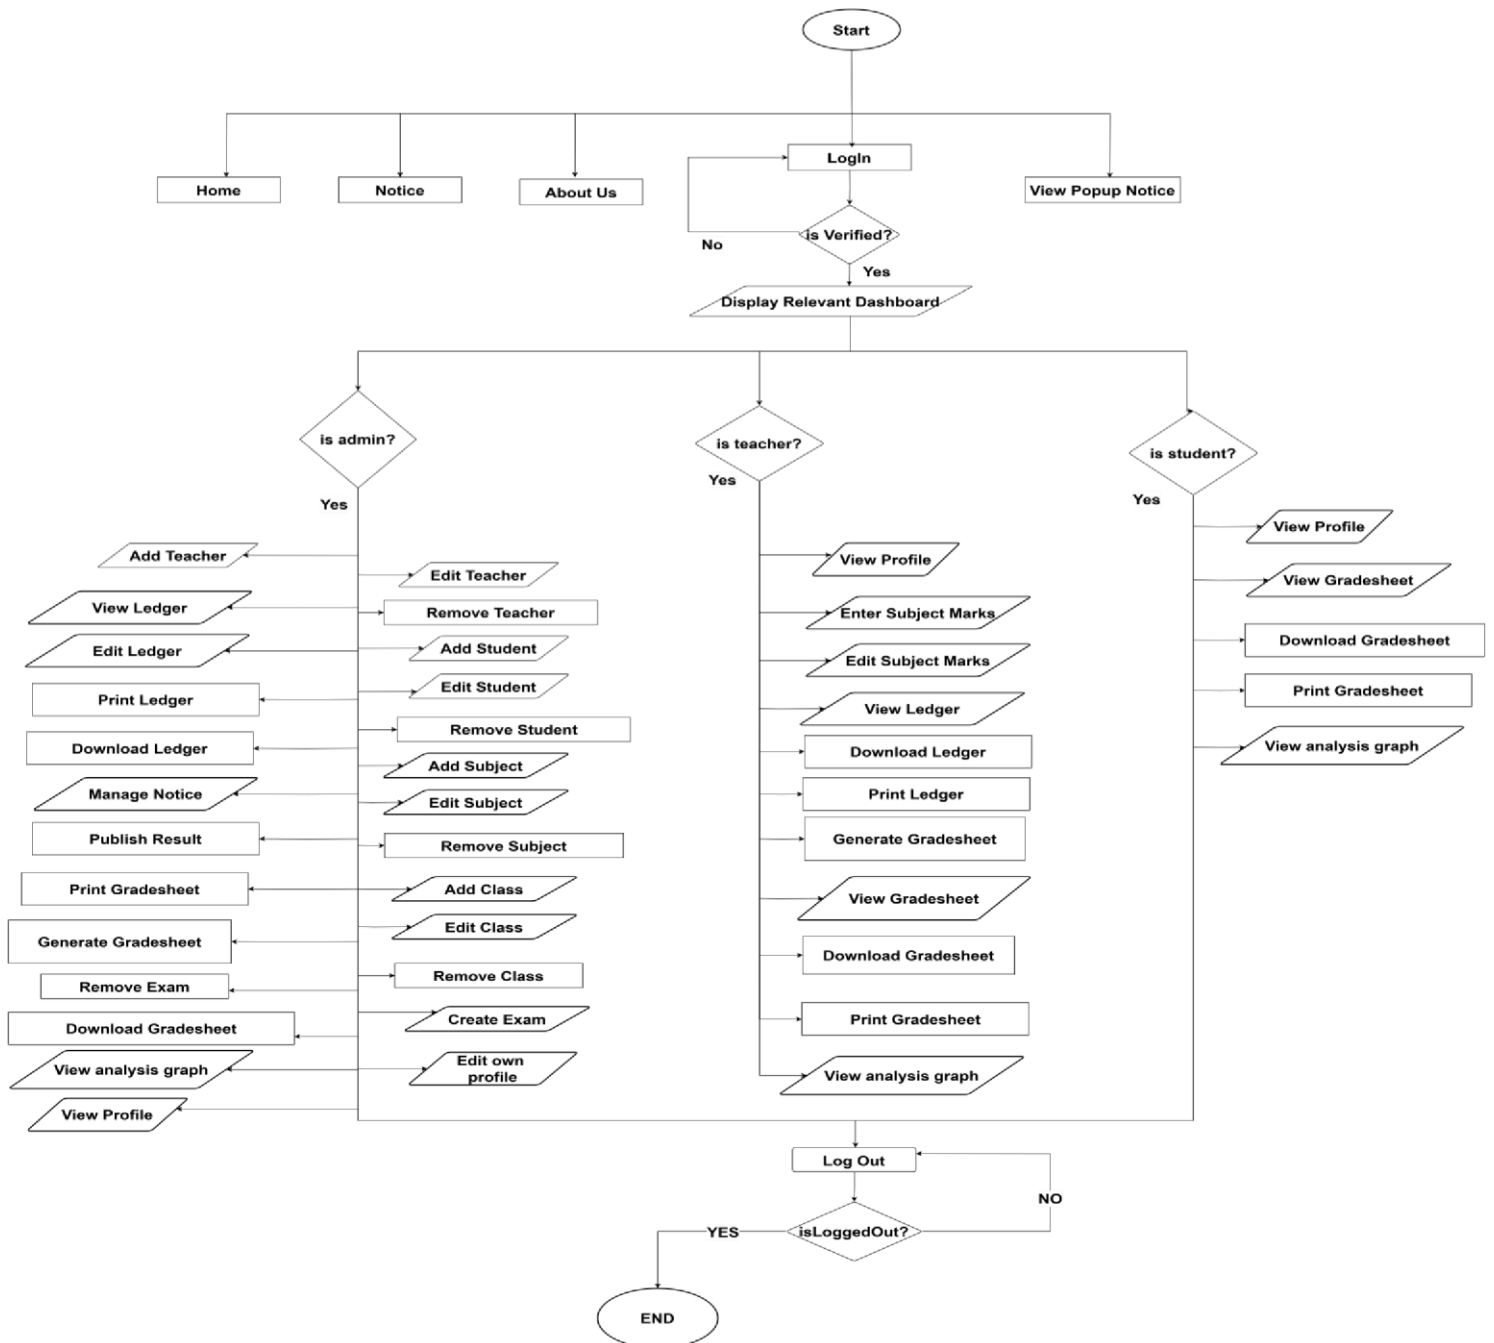 Start
LogIn
Home
Notice
About Us
View Popup Notice
is Verified?
No
Yes
Display Relevant Dashboard
is admin?
is teacher?
is student?
Yes
Yes
Yes
Add Teacher
View Ledger
Edit Ledger
Print Ledger
Download Ledger
Manage Notice
Publish Result
Print Gradesheet
Generate Gradesheet
Remove Exam
Download Gradesheet
View analysis graph
View Profile
Edit Teacher
Remove Teacher
Add Student
Edit Student
Remove Student
Add Subject
Edit Subject
Remove Subject
Add Class
Edit Class
Remove Class
Create Exam
Edit own
profile
View Profile
Enter Subject Marks
Edit Subject Marks
View Ledger
Download Ledger
Print Ledger
Generate Gradesheet
View Gradesheet
Download Gradesheet
Print Gradesheet
View analysis graph
View Profile
View Gradesheet
Download Gradesheet
Print Gradesheet
View analysis graph
Log Out
NO
YES
isLoggedOut?
END